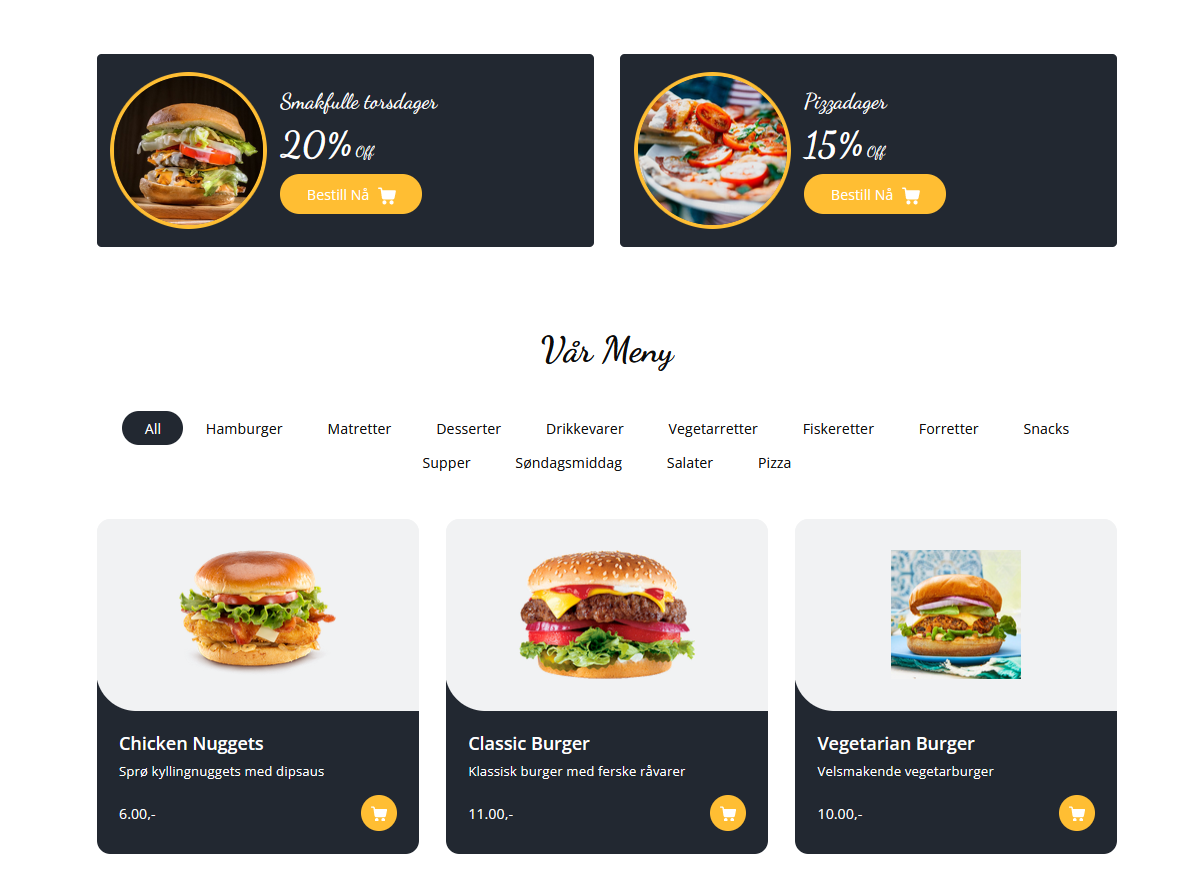 Smakfulle torsdager
20% Off
Bestill Nå
Pizzadager
15% Off
Bestill Nå
Vår Meny
All Hamburger Matretter Desserter Drikkevarer Vegetarretter Fiskeretter Forretter Snacks
Supper Søndagsmiddag Salater Pizza
Chicken Nuggets
Sprø kyllingnuggets med dipsaus
6.00,-
Classic Burger
Klassisk burger med ferske råvarer
11.00,-
Vegetarian Burger
Velsmakende vegetarburger
10.00,-